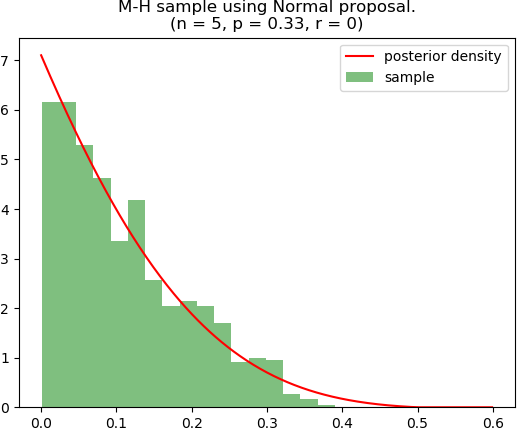 M-H sample using Normal proposal.
(n = 5, p = 0.33, r = 0)
posterior density
sample
7
6
5
4
3
2
1
0
0.0 0.1 0.2 0.3 0.4 0.5 0.6